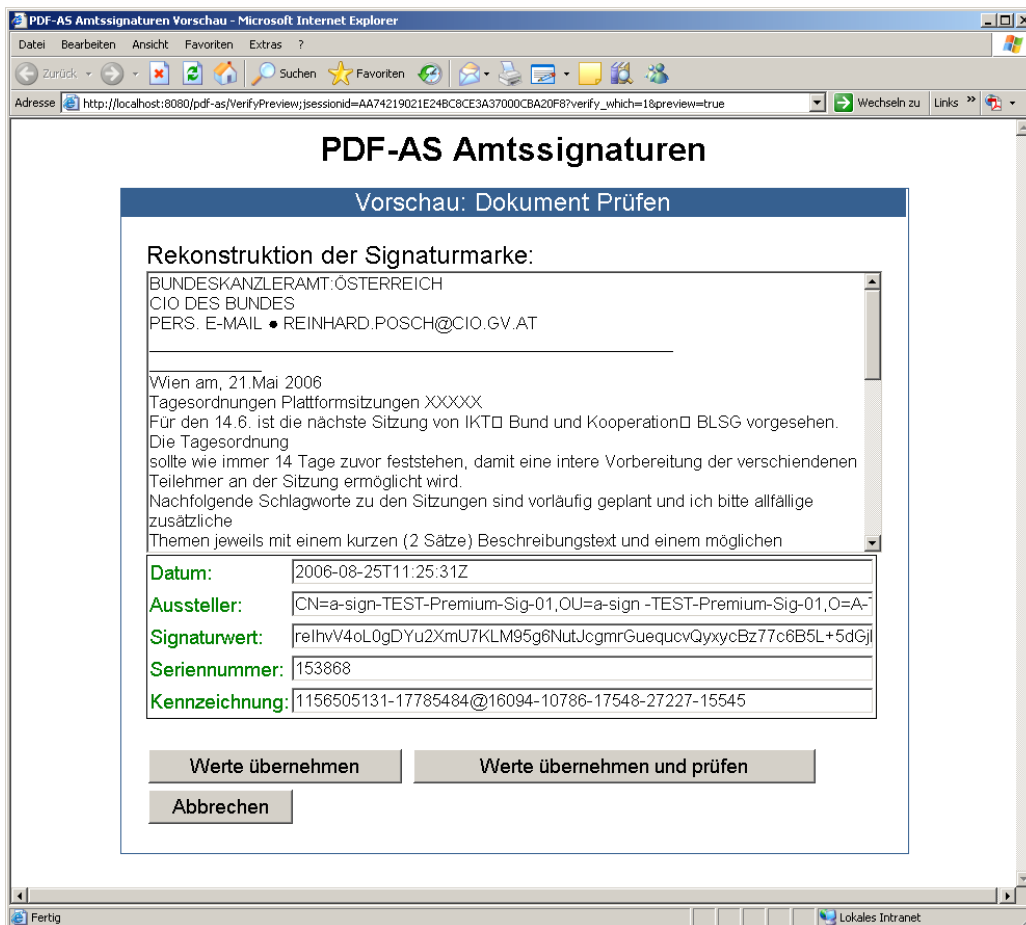 PDF-AS Amtssignaturen Vorschau - Microsoft Internet Explorer
Datei Bearbeiten Ansicht Favoriten Extras ?
Zurück Suchen Favoriten
Adresse http://localhost:8080/pdf-as/VerifyPreview;jsessionid=AA74219021E24BC8CE3A37000CBA20F8?verify_which=1&preview=true Wechseln zu Links »
PDF-AS Amtssignaturen
Vorschau: Dokument Prüfen
Rekonstruktion der Signaturmarke:
BUNDESKANZLERAMT:ÖSTERREICH
CIO DES BUNDES
PERS. E-MAIL ● REINHARD.POSCH@CIO.GV.AT
Wien am, 21.Mai 2006
Tagesordnungen Plattformsitzungen XXXXX
Für den 14.6. ist die nächste Sitzung von IKT□ Bund und Kooperation□ BLSG vorgesehen.
Die Tagesordnung
sollte wie immer 14 Tage zuvor feststehen, damit eine intere Vorbereitung der verschiendenen
Teilehmer an der Sitzung ermöglicht wird.
Nachfolgende Schlagworte zu den Sitzungen sind vorläufig geplant und ich bitte allfällige
zusätzliche
Themen jeweils mit einem kurzen (2 Sätze) Beschreibungstext und einem möglichen
Datum: 2006-08-25T11:25:31Z
Aussteller: CN=a-sign-TEST-Premium-Sig-01,OU=a-sign -TEST-Premium-Sig-01,O=A-
Signaturwert: reIhvV4oL0gDYu2XmU7KLM95g6NutJcgmrGuequcvQyxycBz77c6B5L+5dGj
Seriennummer: 153868
Kennzeichnung: 1156505131-17785484@16094-10786-17548-27227-15545
Werte übernehmen Werte übernehmen und prüfen
Abbrechen
Fertig Lokales Intranet